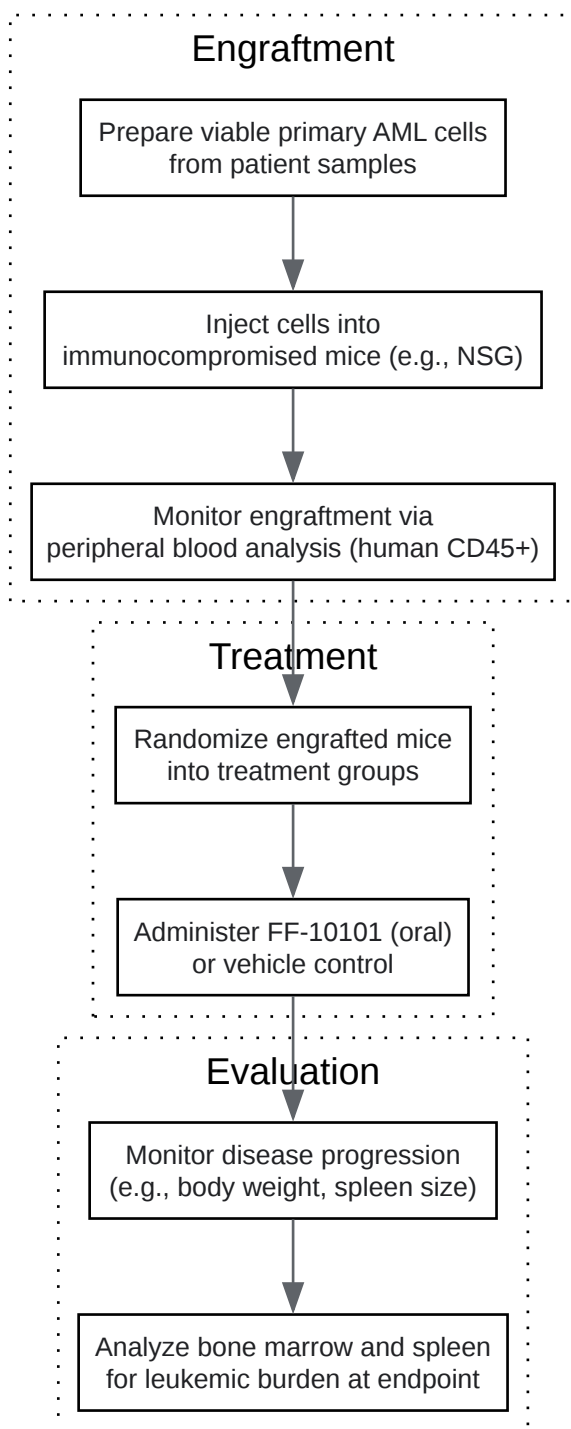 Engraftment
Prepare viable primary AML cells
from patient samples
Inject cells into
immunocompromised mice (e.g., NSG)
Monitor engraftment via
peripheral blood analysis (human CD45+)
Treatment
Randomize engrafted mice
into treatment groups
Administer FF-10101 (oral)
or vehicle control
Evaluation
Monitor disease progression
(e.g., body weight, spleen size)
Analyze bone marrow and spleen
for leukemic burden at endpoint